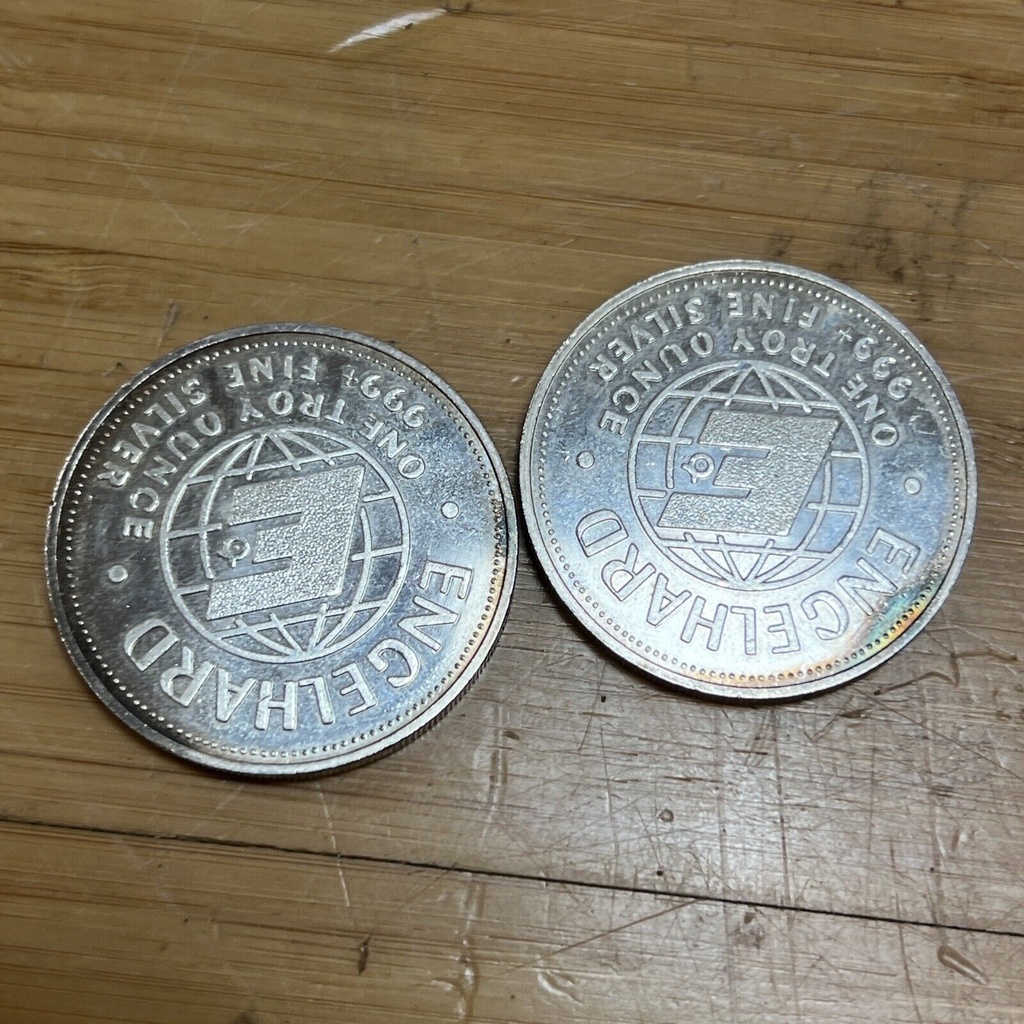 ENGELHARD
ONE TROY OUNCE
.999+ FINE SILVER
E
ENGELHARD
ONE TROY OUNCE
.999+ FINE SILVER
E